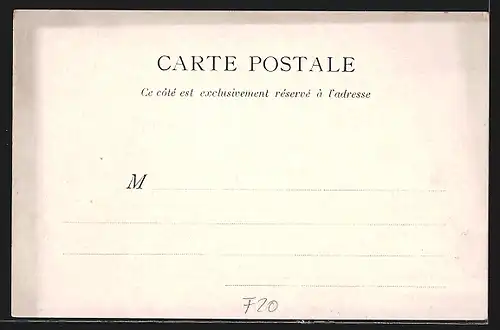 CARTE POSTALE
Ce côté est exclusivement réservé à l'adresse
M
F20